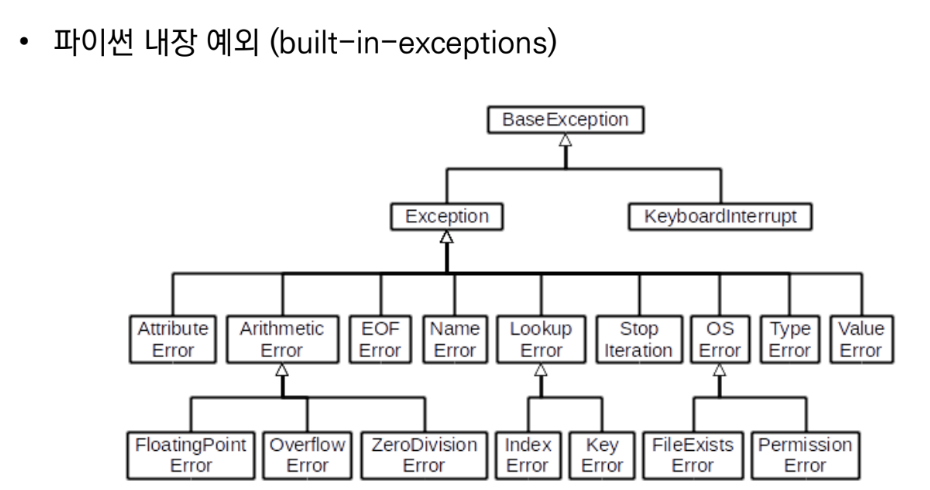 • 파이썬 내장 예외 (built-in-exceptions)
BaseException
Exception
KeyboardInterrupt
Attribute
Error
Arithmetic
Error
EOF
Error
Name
Error
Lookup
Error
Stop
Iteration
OS
Error
Type
Error
Value
Error
FloatingPoint
Error
Overflow
Error
ZeroDivision
Error
Index
Error
Key
Error
FileExists
Error
Permission
Error